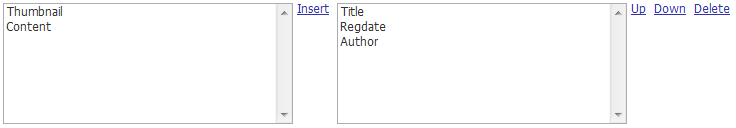 Thumbnail
Content
Insert
Title
Regdate
Author
Up Down Delete